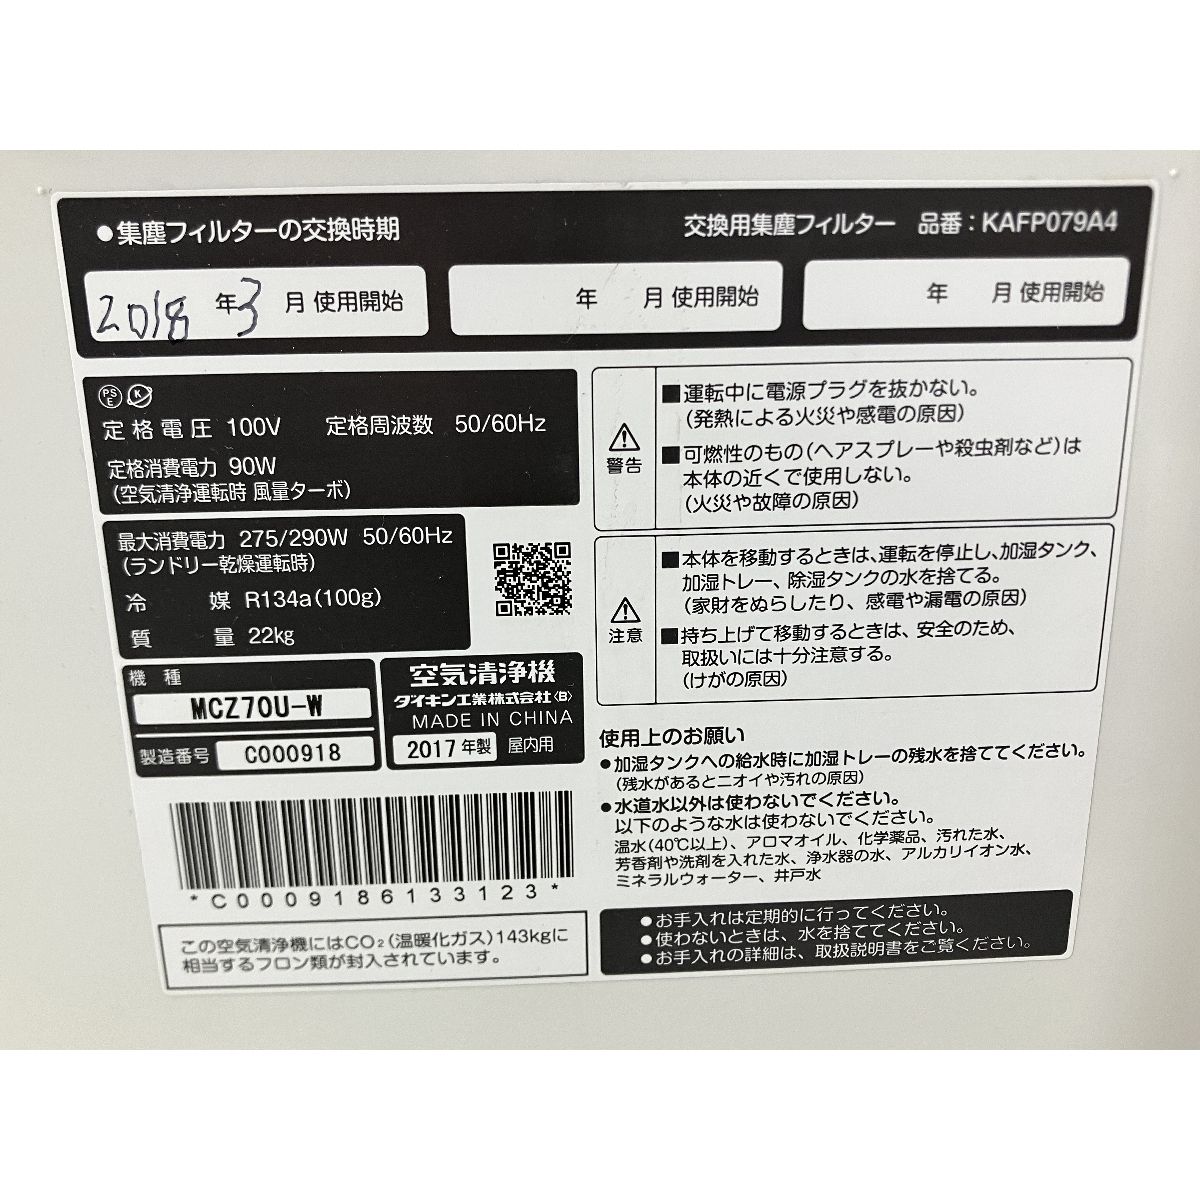 ●集塵フィルターの交換時期
交換用集塵フィルター 品番：KAFP079A4
2018 年 3 月 使用開始
年 月 使用開始
年 月 使用開始
PS E K
定格電圧 100V 定格周波数 50/60Hz
定格消費電力 90W
(空気清浄運転時 風量ターボ)
最大消費電力 275/290W 50/60Hz
(ランドリー乾燥運転時)
冷 媒 R134a(100g)
質 量 22kg
機 種
MCZ70U-W
製造番号 C000918
空気清浄機
ダイキン工業株式会社〈B〉
MADE IN CHINA
2017 年製 屋内用
*C000918613312 3*
この空気清浄機にはCO₂(温暖化ガス)143kgに
相当するフロン類が封入されています。
警告
■運転中に電源プラグを抜かない。
(発熱による火災や感電の原因)
■可燃性のもの(ヘアスプレーや殺虫剤など)は
本体の近くで使用しない。
(火災や故障の原因)
注意
■本体を移動するときは、運転を停止し、加湿タンク、
加湿トレー、除湿タンクの水を捨てる。
(家財をぬらしたり、感電や漏電の原因)
■持ち上げて移動するときは、安全のため、
取扱いには十分注意する。
(けがの原因)
使用上のお願い
●加湿タンクへの給水時に加湿トレーの残水を捨ててください。
(残水があるとニオイや汚れの原因)
●水道水以外は使わないでください。
以下のような水は使わないでください。
温水(40℃以上)、アロマオイル、化学薬品、汚れた水、
芳香剤や洗剤を入れた水、浄水器の水、アルカリイオン水、
ミネラルウォーター、井戸水
●お手入れは定期的に行ってください。
●使わないときは、水を捨ててください。
●お手入れの詳細は、取扱説明書をご覧ください。